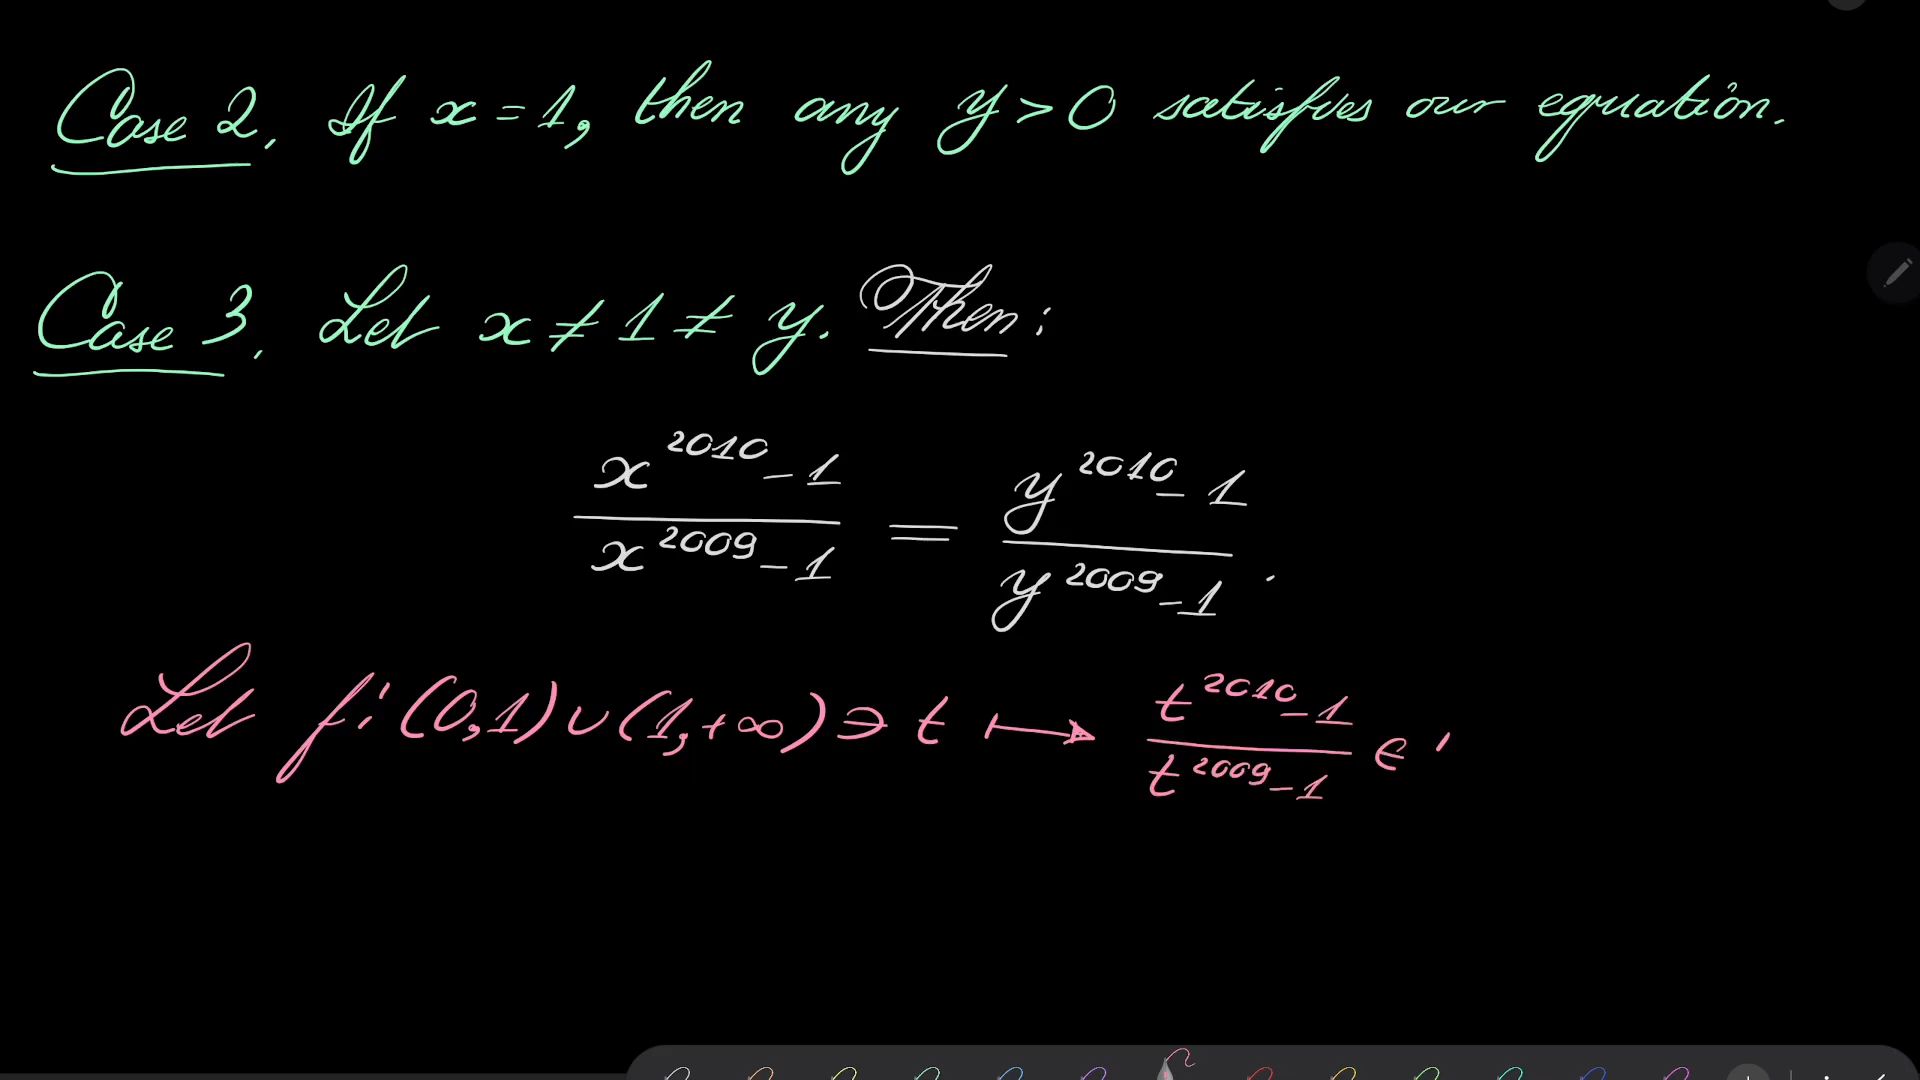 Case 2. If x = 1, then any y > 0 satisfies our equation.
Case 3. Let x ≠ 1 ≠ y. Then:
(x^2010 - 1)/(x^2009 - 1) = (y^2010 - 1)/(y^2009 - 1).
Let f: (0,1) ∪ (1,+∞) ∋ t ↦ (t^2010 - 1)/(t^2009 - 1) ∈